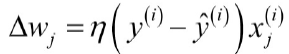 Δw_j = η ( y^(i) − ŷ^(i) ) x_j^(i)